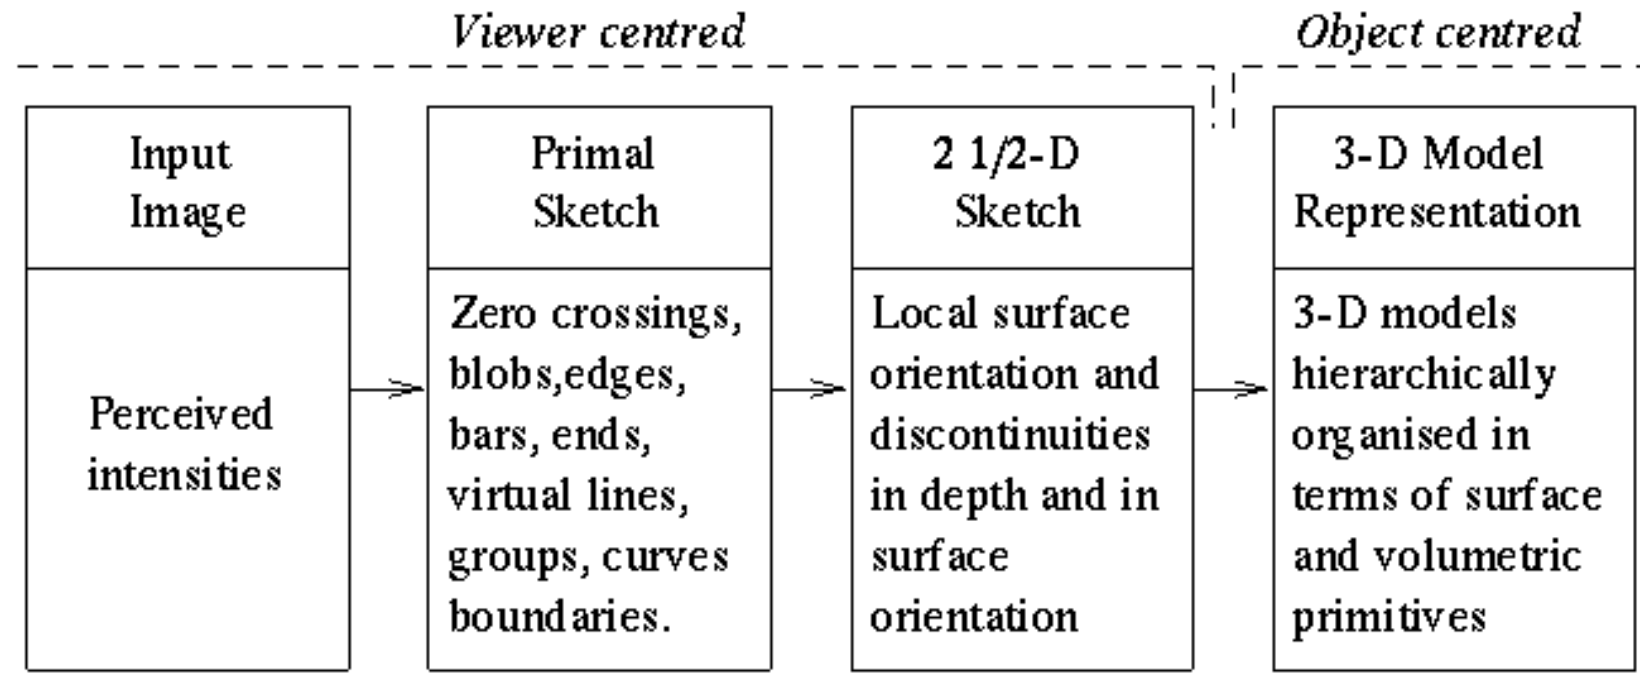 Viewer centred
Object centred
Input
Image
Perceived
intensities
Primal
Sketch
Zero crossings,
blobs,edges,
bars, ends,
virtual lines,
groups, curves
boundaries.
2 1/2-D
Sketch
Local surface
orientation and
discontinuities
in depth and in
surface
orientation
3-D Model
Representation
3-D models
hierarchically
organised in
terms of surface
and volumetric
primitives